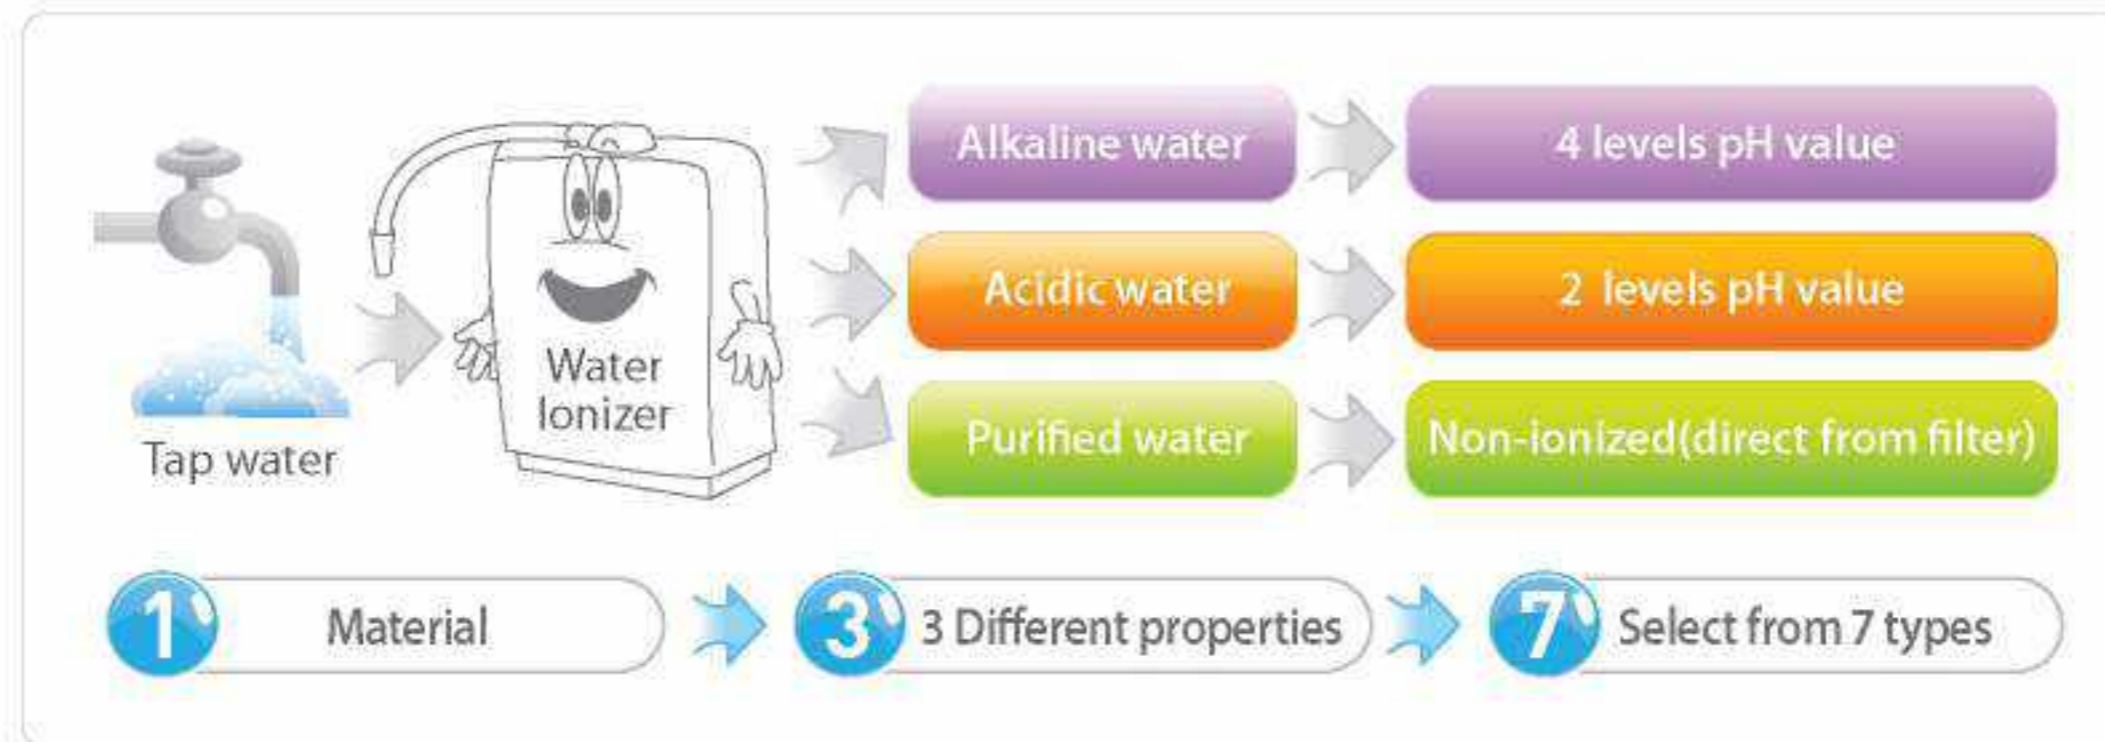 Alkaline water
4 levels pH value
Acidic water
2 levels pH value
Water
Ionizer
Tap water
Purified water
Non-ionized(direct from filter)
1 Material
3 3 Different properties
7 Select from 7 types